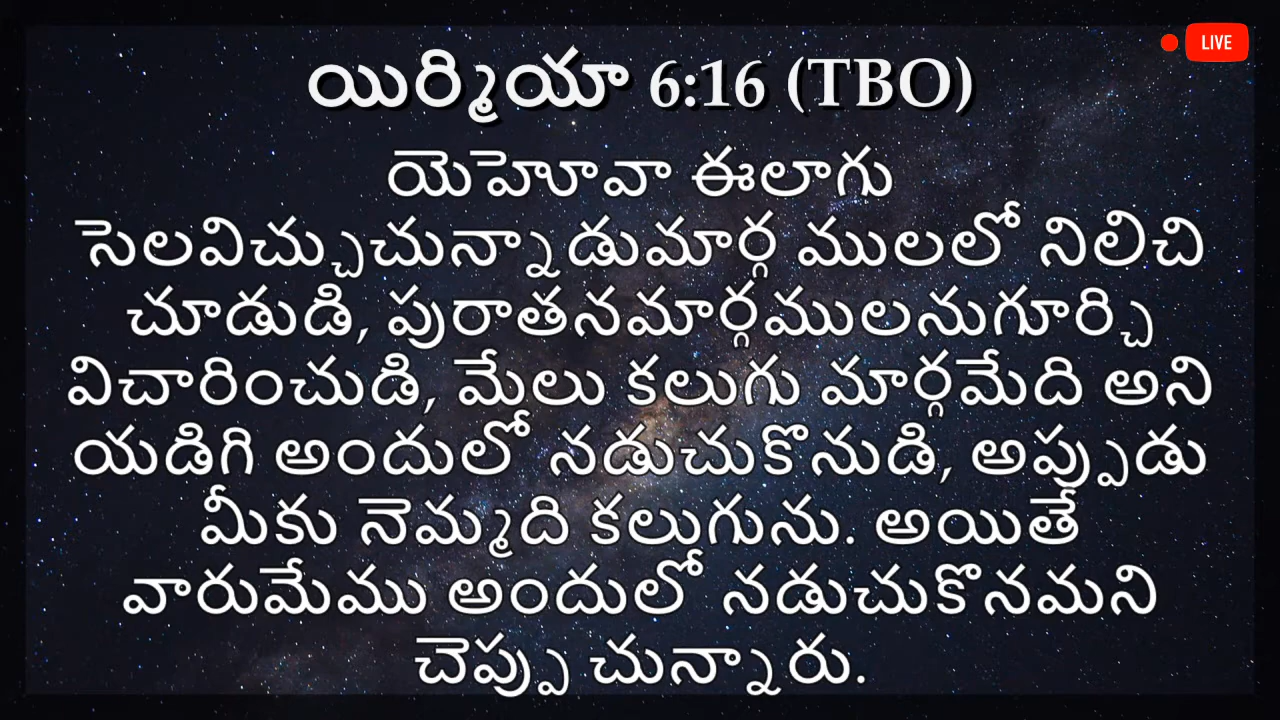 LIVE
యిర్మియా 6:16 (TBO)
యెహెూవా ఈలాగు
సెలవిచ్చుచున్నాడుమార్గ ములలో నిలిచి
చూడుడి, పురాతనమార్గములనుగూర్చి
విచారించుడి, మేలు కలుగు మార్గమేది అని
యడిగి అందులో నడుచుకొనుడి, అప్పుడు
మీకు నెమ్మది కలుగును. అయితే
వారుమేము అందులో నడుచుకొనమని
చెప్పు చున్నారు.